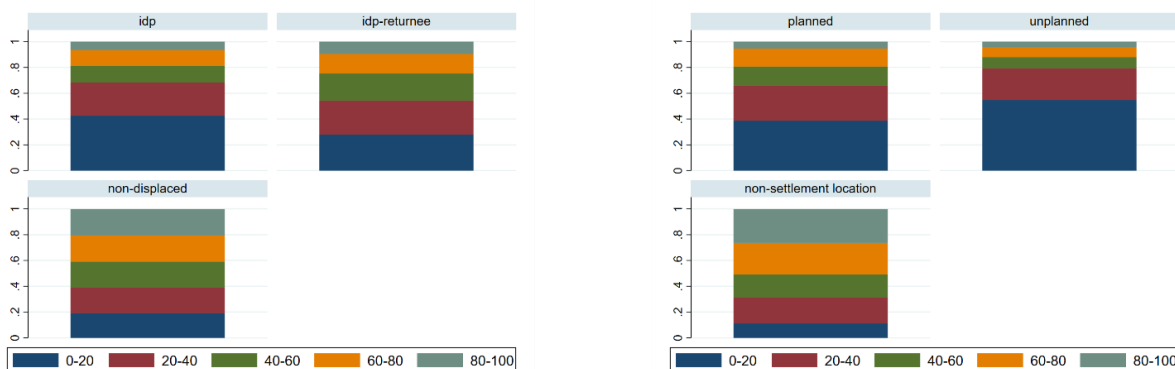 idp
idp-returnee
0 .2 .4 .6 .8 1
non-displaced
0 .2 .4 .6 .8 1
0-20 20-40 40-60 60-80 80-100
planned
unplanned
0 .2 .4 .6 .8 1
non-settlement location
0 .2 .4 .6 .8 1
0-20 20-40 40-60 60-80 80-100